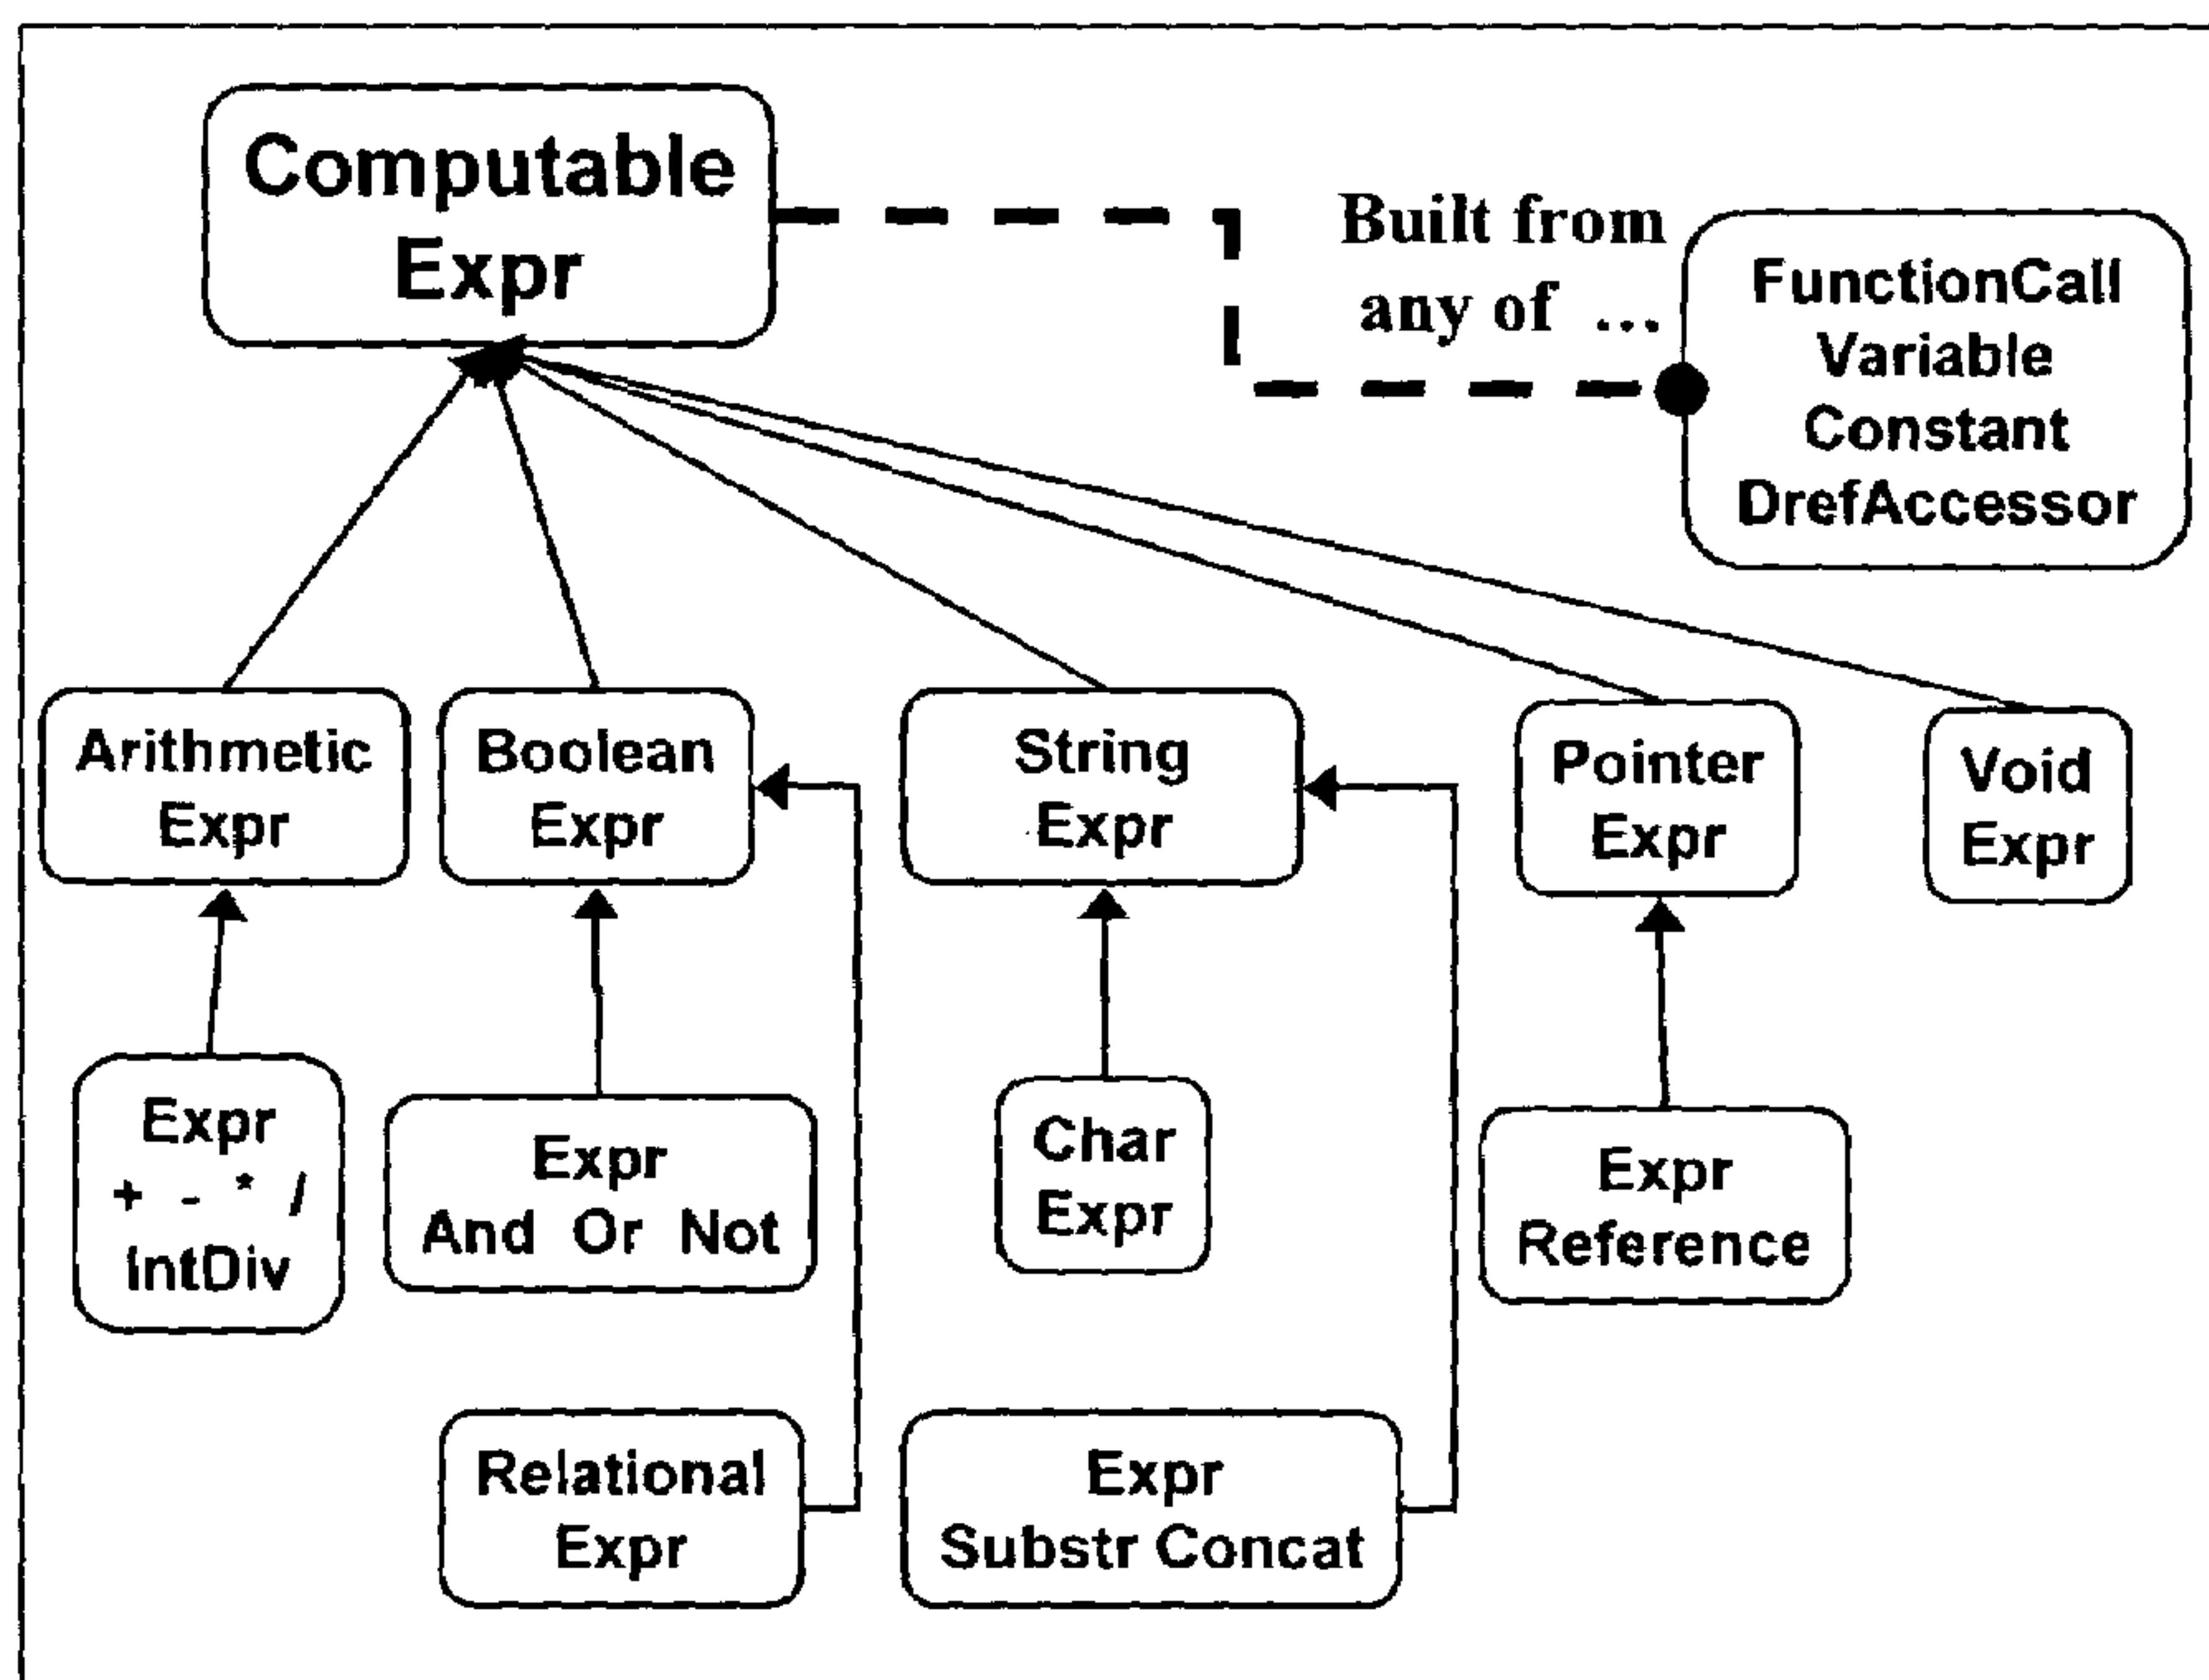 Computable
Expr
Built from
any of ...
FunctionCall
Variable
Constant
DrefAccessor
Arithmetic
Expr
Boolean
Expr
String
Expr
Pointer
Expr
Void
Expr
Expr
+ - * /
IntDiv
Expr
And Or Not
Char
Expr
Expr
Reference
Relational
Expr
Expr
Substr Concat